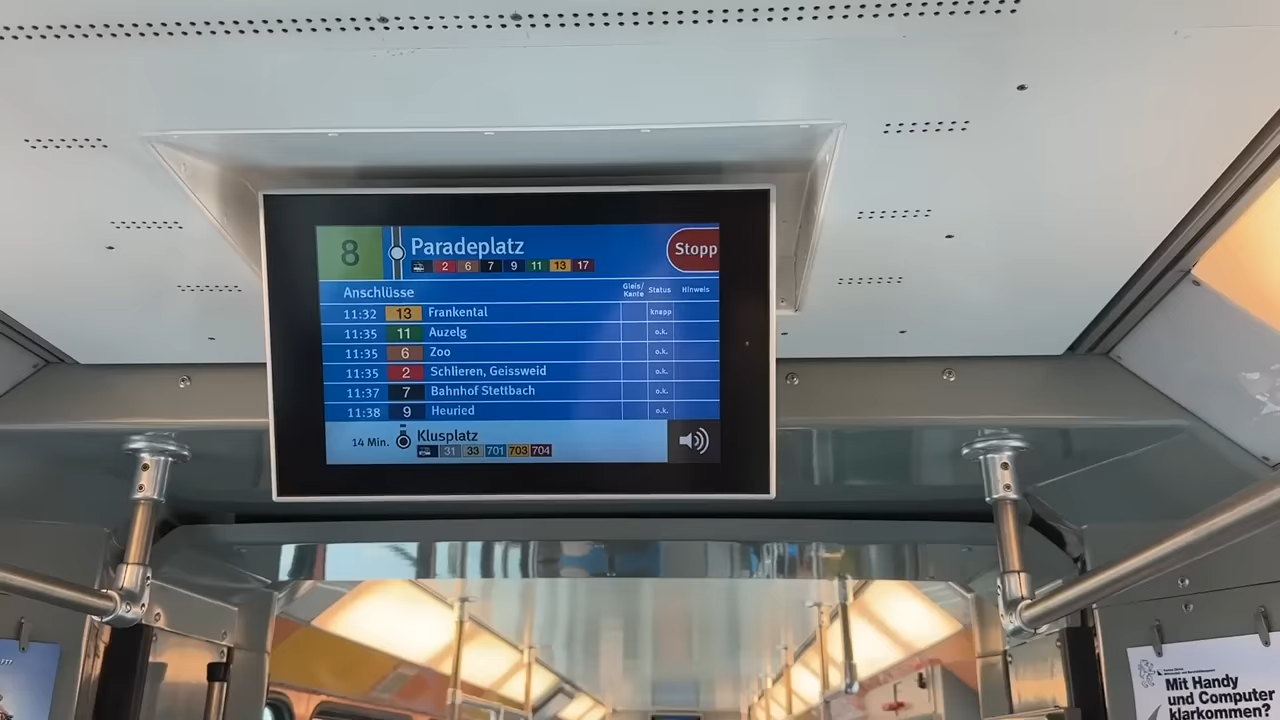 8 Paradeplatz Stopp
2 6 7 9 11 13 17
Anschlüsse Gleis/Kante Status Hinweis
11:32 13 Frankental knapp
11:35 11 Auzelg o.k.
11:35 6 Zoo o.k.
11:35 2 Schlieren, Geissweid o.k.
11:37 7 Bahnhof Stettbach o.k.
11:38 9 Heuried o.k.
14 Min. Klusplatz
31 33 701 703 704
Mit Handy
und Computer
klarkommen?